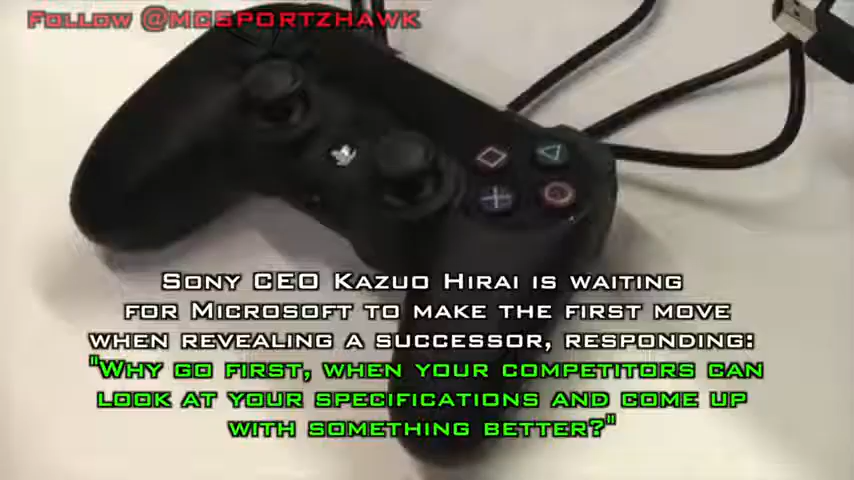 Follow @MCSPORTZHAWK
Sony CEO Kazuo Hirai is waiting
for Microsoft to make the first move
when revealing a successor, responding:
"Why go first, when your competitors can
look at your specifications and come up
with something better?"